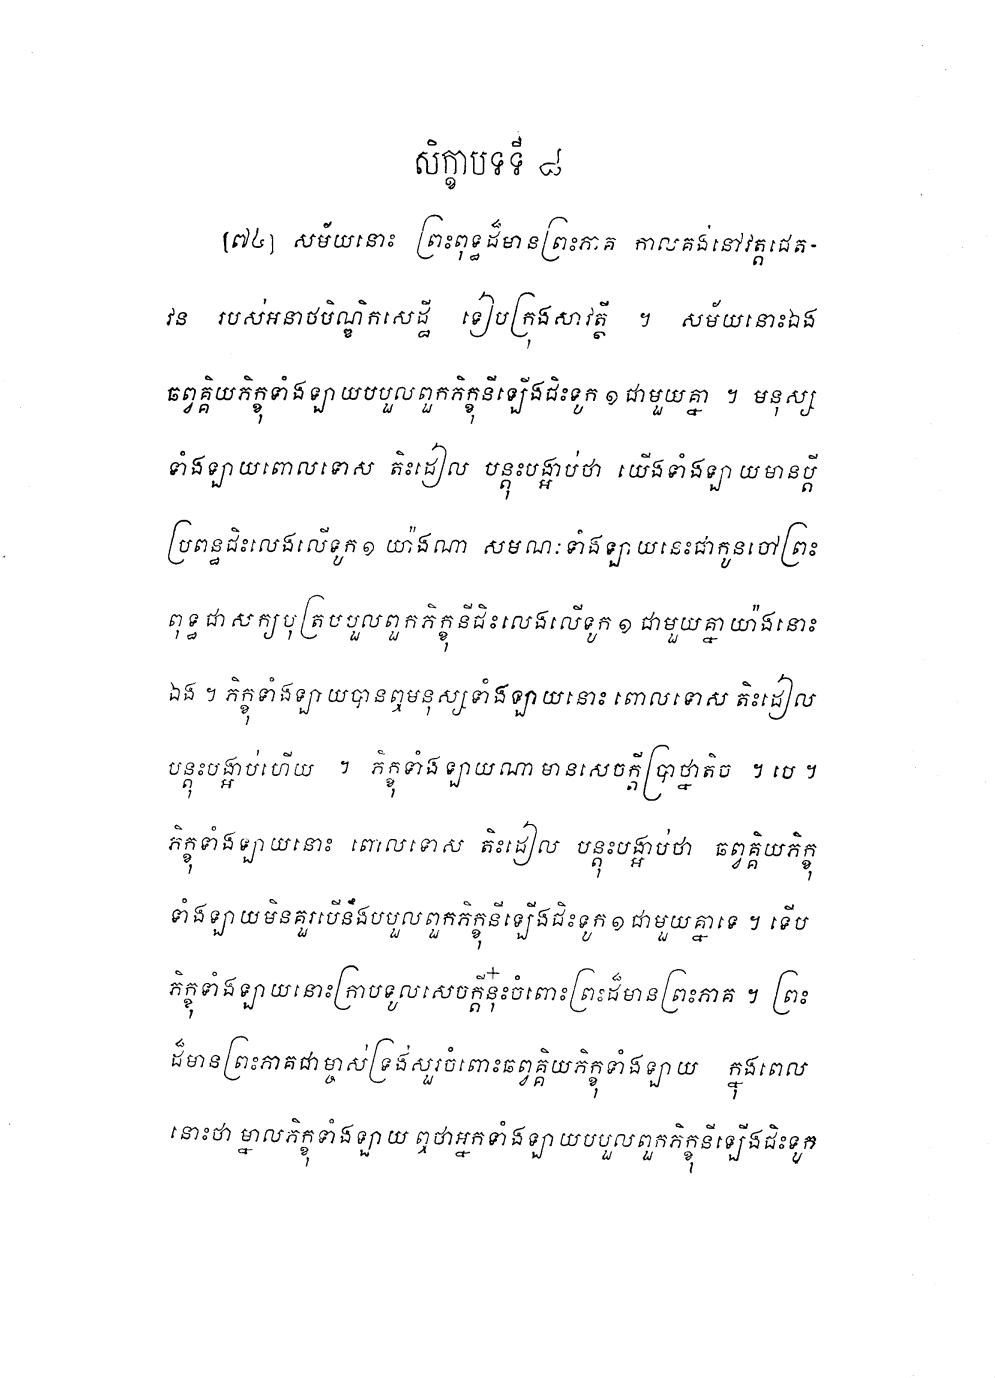 សិក្ខាបទទី ៨
[៧៤] សម័យនោះ ព្រះពុទ្ធដ៏មានព្រះភាគ កាលគង់នៅវត្តជេត-
វន របស់អនាថបិណ្ឌិកសេដ្ឋី ទៀបក្រុងសាវត្ថី ។ សម័យនោះឯង
ឆព្វគ្គិយភិក្ខុទាំងឡាយបបួលពួកភិក្ខុនីឡើងជិះទូក ១ ជាមួយគ្នា ។ មនុស្ស
ទាំងឡាយពោលទោស តិះដៀល បន្តុះបង្អាប់ថា យើងទាំងឡាយមានប្តី
ប្រពន្ធជិះលេងលើទូក ១ យ៉ាងណា សមណៈទាំងឡាយនេះជាកូនចៅព្រះ
ពុទ្ធជាសក្យបុត្របបួលពួកភិក្ខុនីជិះលេងលើទូក ១ ជាមួយគ្នាយ៉ាងនោះ
ឯង ។ ភិក្ខុទាំងឡាយបានឮមនុស្សទាំងឡាយនោះ ពោលទោស តិះដៀល
បន្តុះបង្អាប់ហើយ ។ ភិក្ខុទាំងឡាយណាមានសេចក្តីប្រាថ្នាតិច ។ បេ ។
ភិក្ខុទាំងឡាយនោះ ពោលទោស តិះដៀល បន្តុះបង្អាប់ថា ឆព្វគ្គិយភិក្ខុ
ទាំងឡាយមិនគួរបើនឹងបបួលពួកភិក្ខុនីឡើងជិះទូក ១ ជាមួយគ្នាទេ ។ ទើប
ភិក្ខុទាំងឡាយនោះក្រាបទូលសេចក្តីនុ៎ះចំពោះព្រះដ៏មានព្រះភាគ ។ ព្រះ
ដ៏មានព្រះភាគជាម្ចាស់ទ្រង់សួរចំពោះឆព្វគ្គិយភិក្ខុទាំងឡាយ ក្នុងពេល
នោះថា ម្នាលភិក្ខុទាំងឡាយ ឮថាអ្នកទាំងឡាយបបួលពួកភិក្ខុនីឡើងជិះទូក